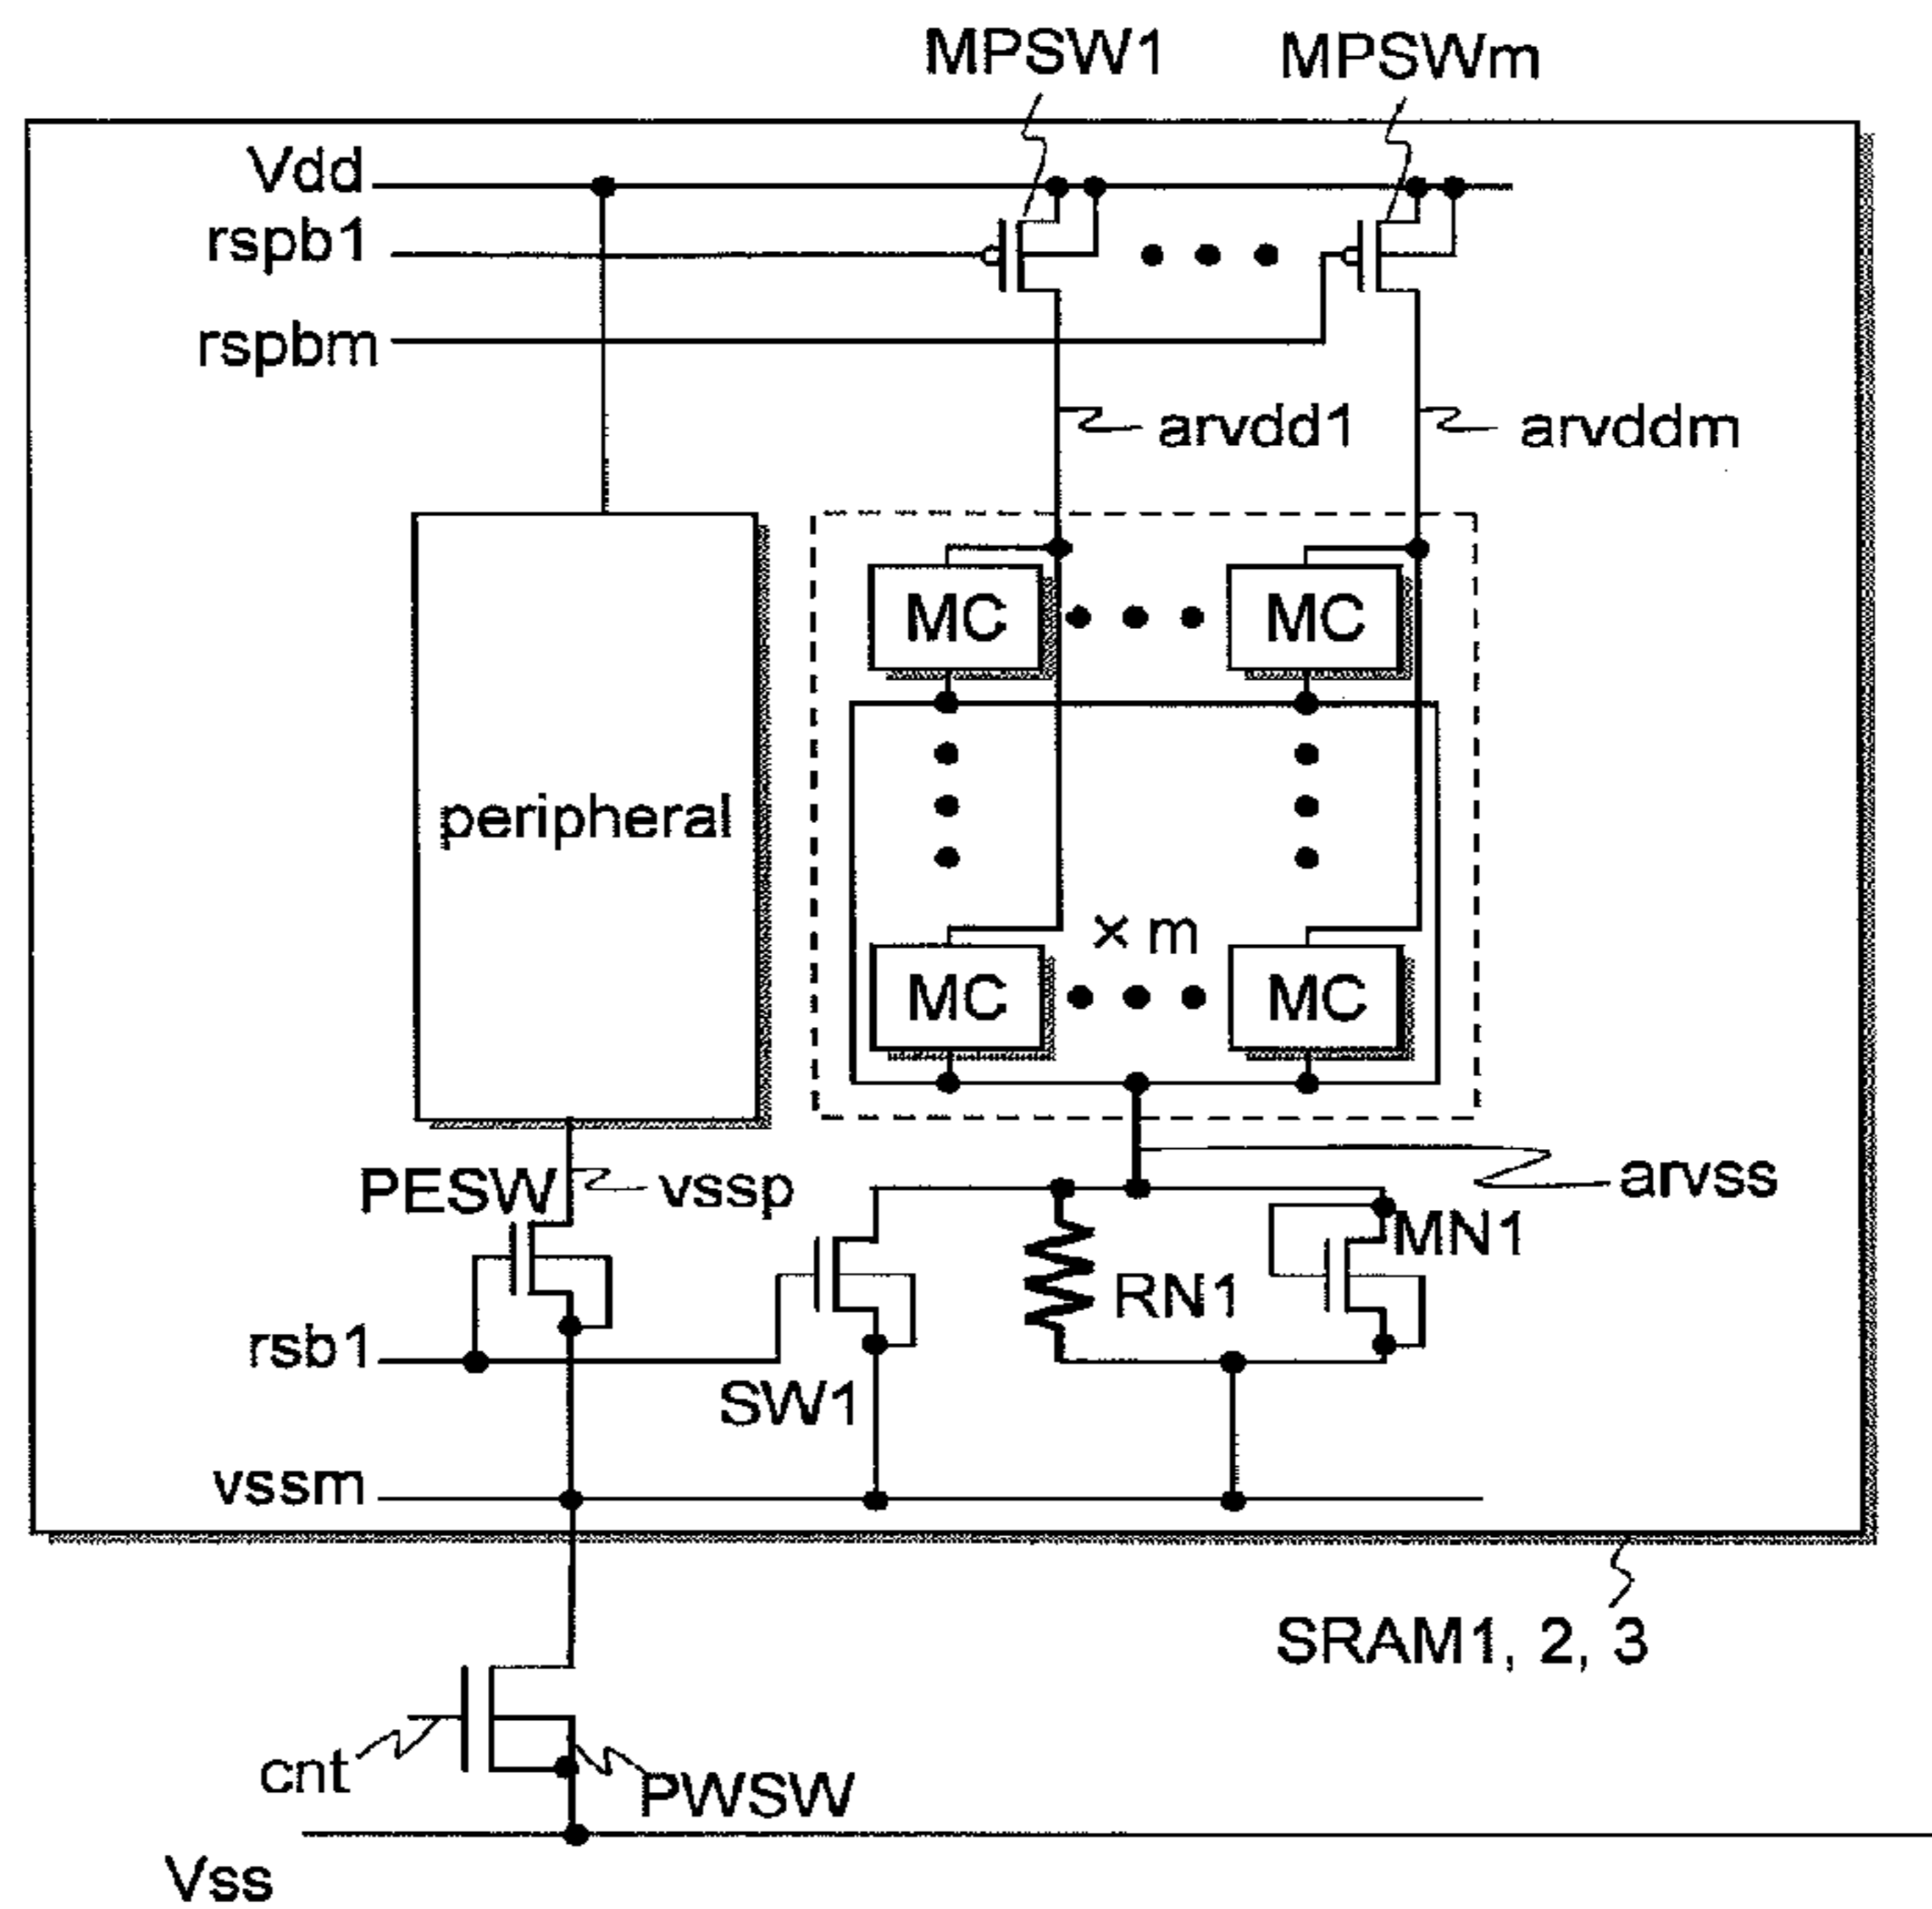 MPSW1
MPSWm
Vdd
rspb1
rspbm
arvdd1
arvddm
MC
MC
peripheral
× m
MC
MC
PESW
vssp
arvss
MN1
RN1
rsb1
SW1
vssm
SRAM1, 2, 3
cnt
PWSW
Vss